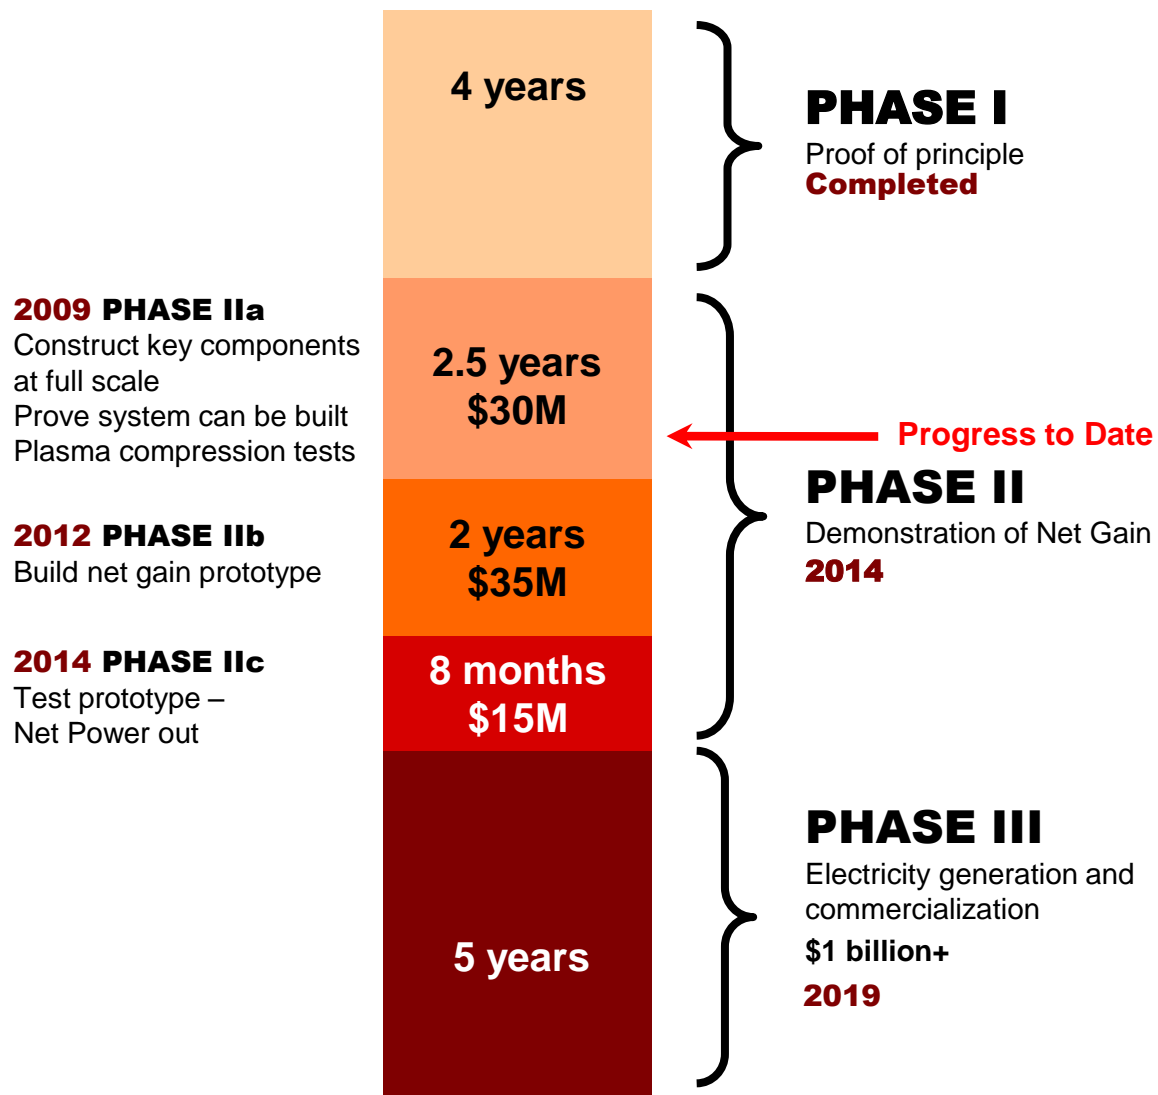 4 years
PHASE I
Proof of principle
Completed
2009 PHASE IIa
Construct key components
at full scale
Prove system can be built
Plasma compression tests
2.5 years
$30M
Progress to Date
PHASE II
Demonstration of Net Gain
2014
2012 PHASE IIb
Build net gain prototype
2 years
$35M
2014 PHASE IIc
Test prototype –
Net Power out
8 months
$15M
PHASE III
Electricity generation and
commercialization
$1 billion+
2019
5 years